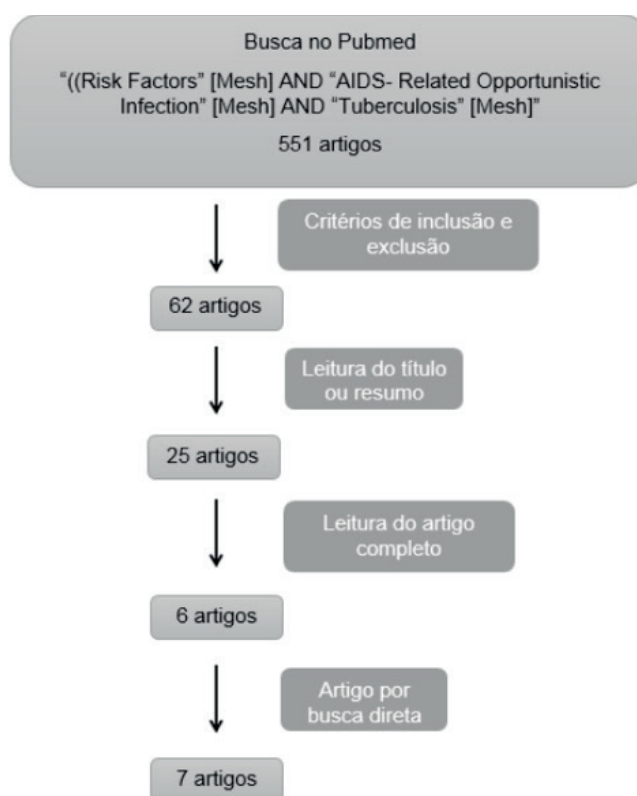 Busca no Pubmed
“((Risk Factors” [Mesh] AND “AIDS- Related Opportunistic
Infection” [Mesh] AND “Tuberculosis” [Mesh]”
551 artigos
Critérios de inclusão e
exclusão
62 artigos
Leitura do título
ou resumo
25 artigos
Leitura do artigo
completo
6 artigos
Artigo por
busca direta
7 artigos